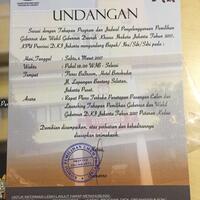 UNDANGAN
Sesuai dengan Tahapan Program dan Jadwal Penyelenggaraan Pemilihan
Gubernur dan Wakil Gubernur Daerah Khusus Ibukota Jakarta Tahun 2017,
KPU Provinsi DKI Jakarta mengundang Bapak / Ibu / Sdr / Sdri pada :
Hari, Tanggal : Sabtu, 4 Maret 2017
Waktu : Pukul 19.00 WIB - Selesai
Tempat : Flores Ballroom, Hotel Borobudur
Jl. Lapangan Banteng Selatan,
Jakarta Pusat.
Acara : Rapat Pleno Terbuka Penetapan Pasangan Calon dan
Launching Tahapan Pemilihan Gubernur dan Wakil
Gubernur DKI Jakarta Tahun 2017 Putaran Kedua
Demikian disampaikan, atas perhatian dan kehadirannya
diucapkan terimakasih.
Sumarno